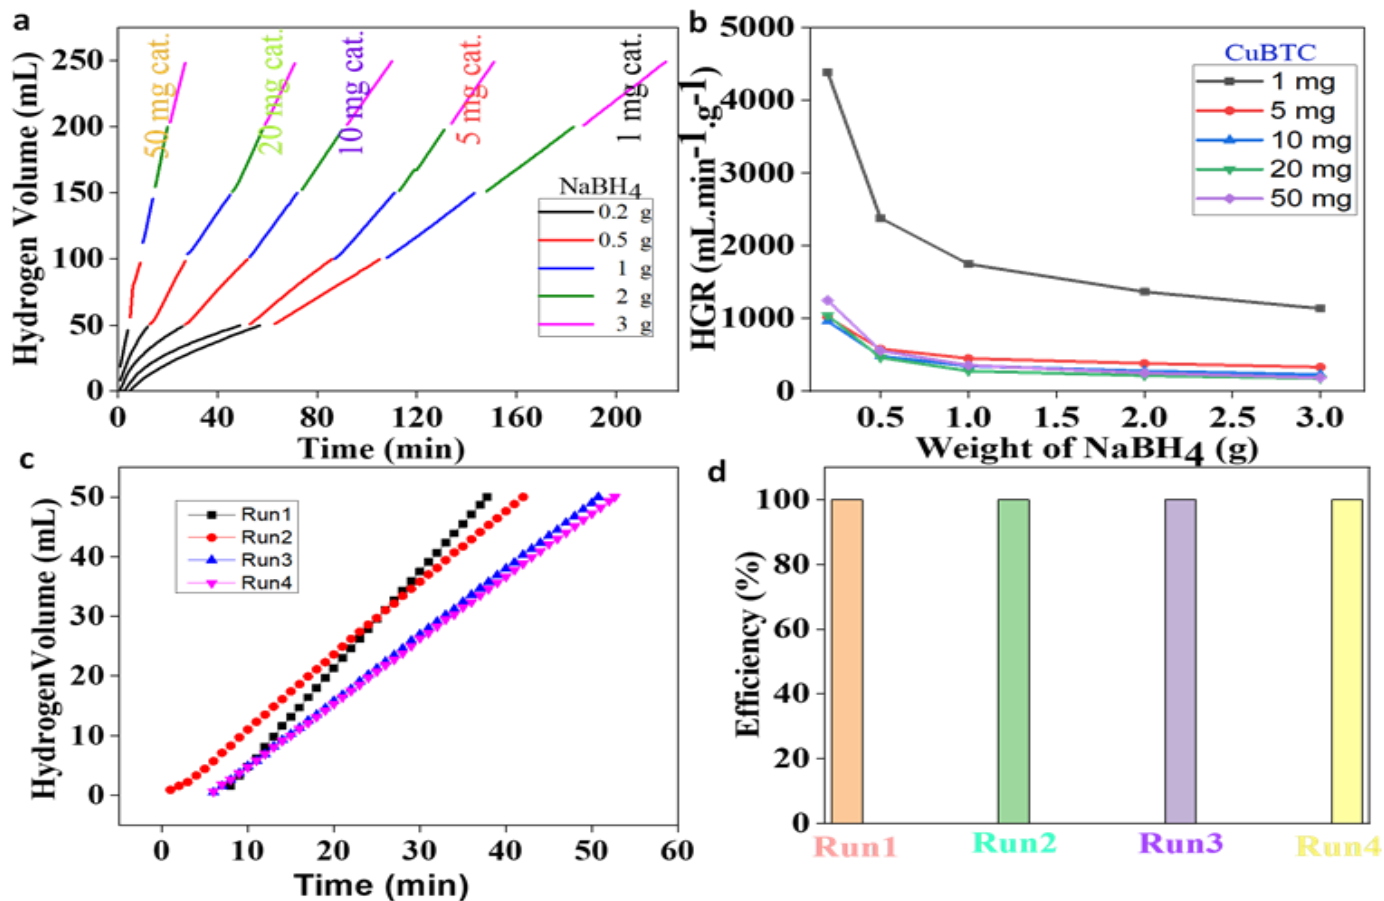 a
Hydrogen Volume (mL)
250
200
150
100
50
0
50 mg cat.
20 mg cat.
10 mg cat.
5 mg cat.
1 mg cat.
NaBH4
0.2 g
0.5 g
1 g
2 g
3 g
0 40 80 120 160 200
Time (min)
b
HGR (mL.min-1.g-1)
5000
4000
3000
2000
1000
0
CuBTC
1 mg
5 mg
10 mg
20 mg
50 mg
0.5 1.0 1.5 2.0 2.5 3.0
Weight of NaBH4 (g)
c
Hydrogen Volume (mL)
50
40
30
20
10
0
Run1
Run2
Run3
Run4
0 10 20 30 40 50 60
Time (min)
d
Efficiency (%)
100
80
60
40
20
0
Run1 Run2 Run3 Run4